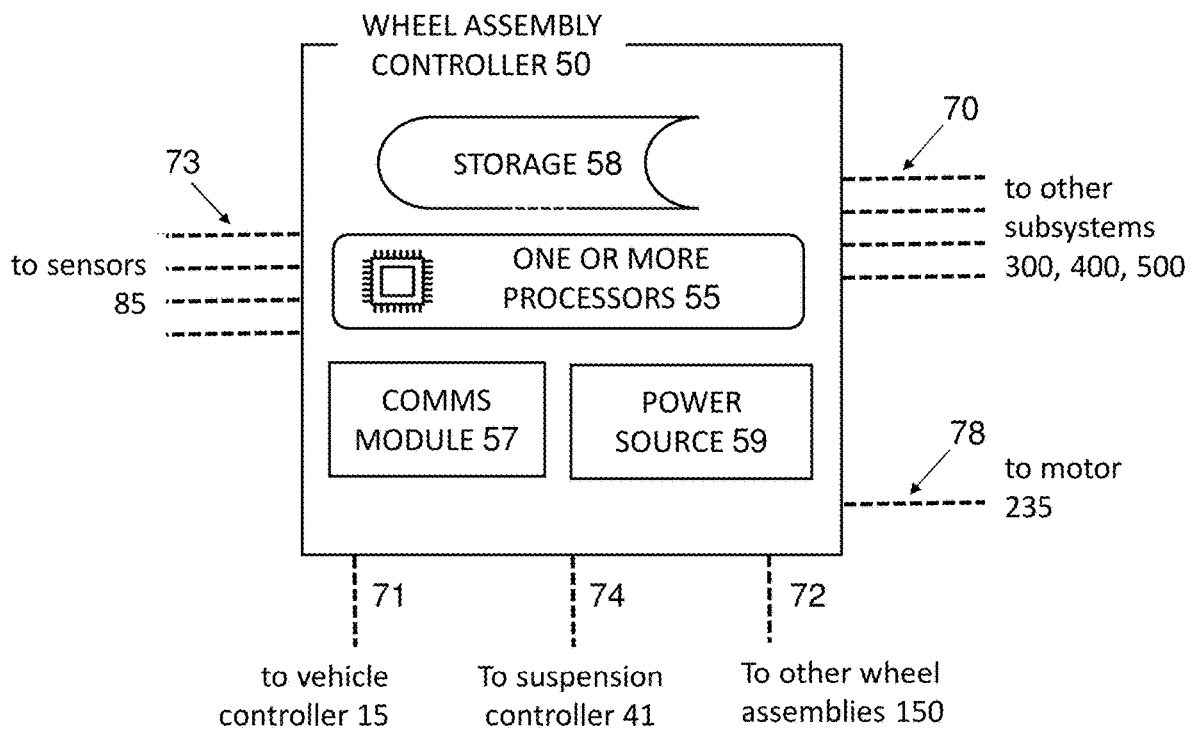 WHEEL ASSEMBLY
CONTROLLER 50
STORAGE 58
ONE OR MORE
PROCESSORS 55
COMMS
MODULE 57
POWER
SOURCE 59
73
to sensors
85
70
to other
subsystems
300, 400, 500
78
to motor
235
71
74
72
to vehicle
controller 15
To suspension
controller 41
To other wheel
assemblies 150